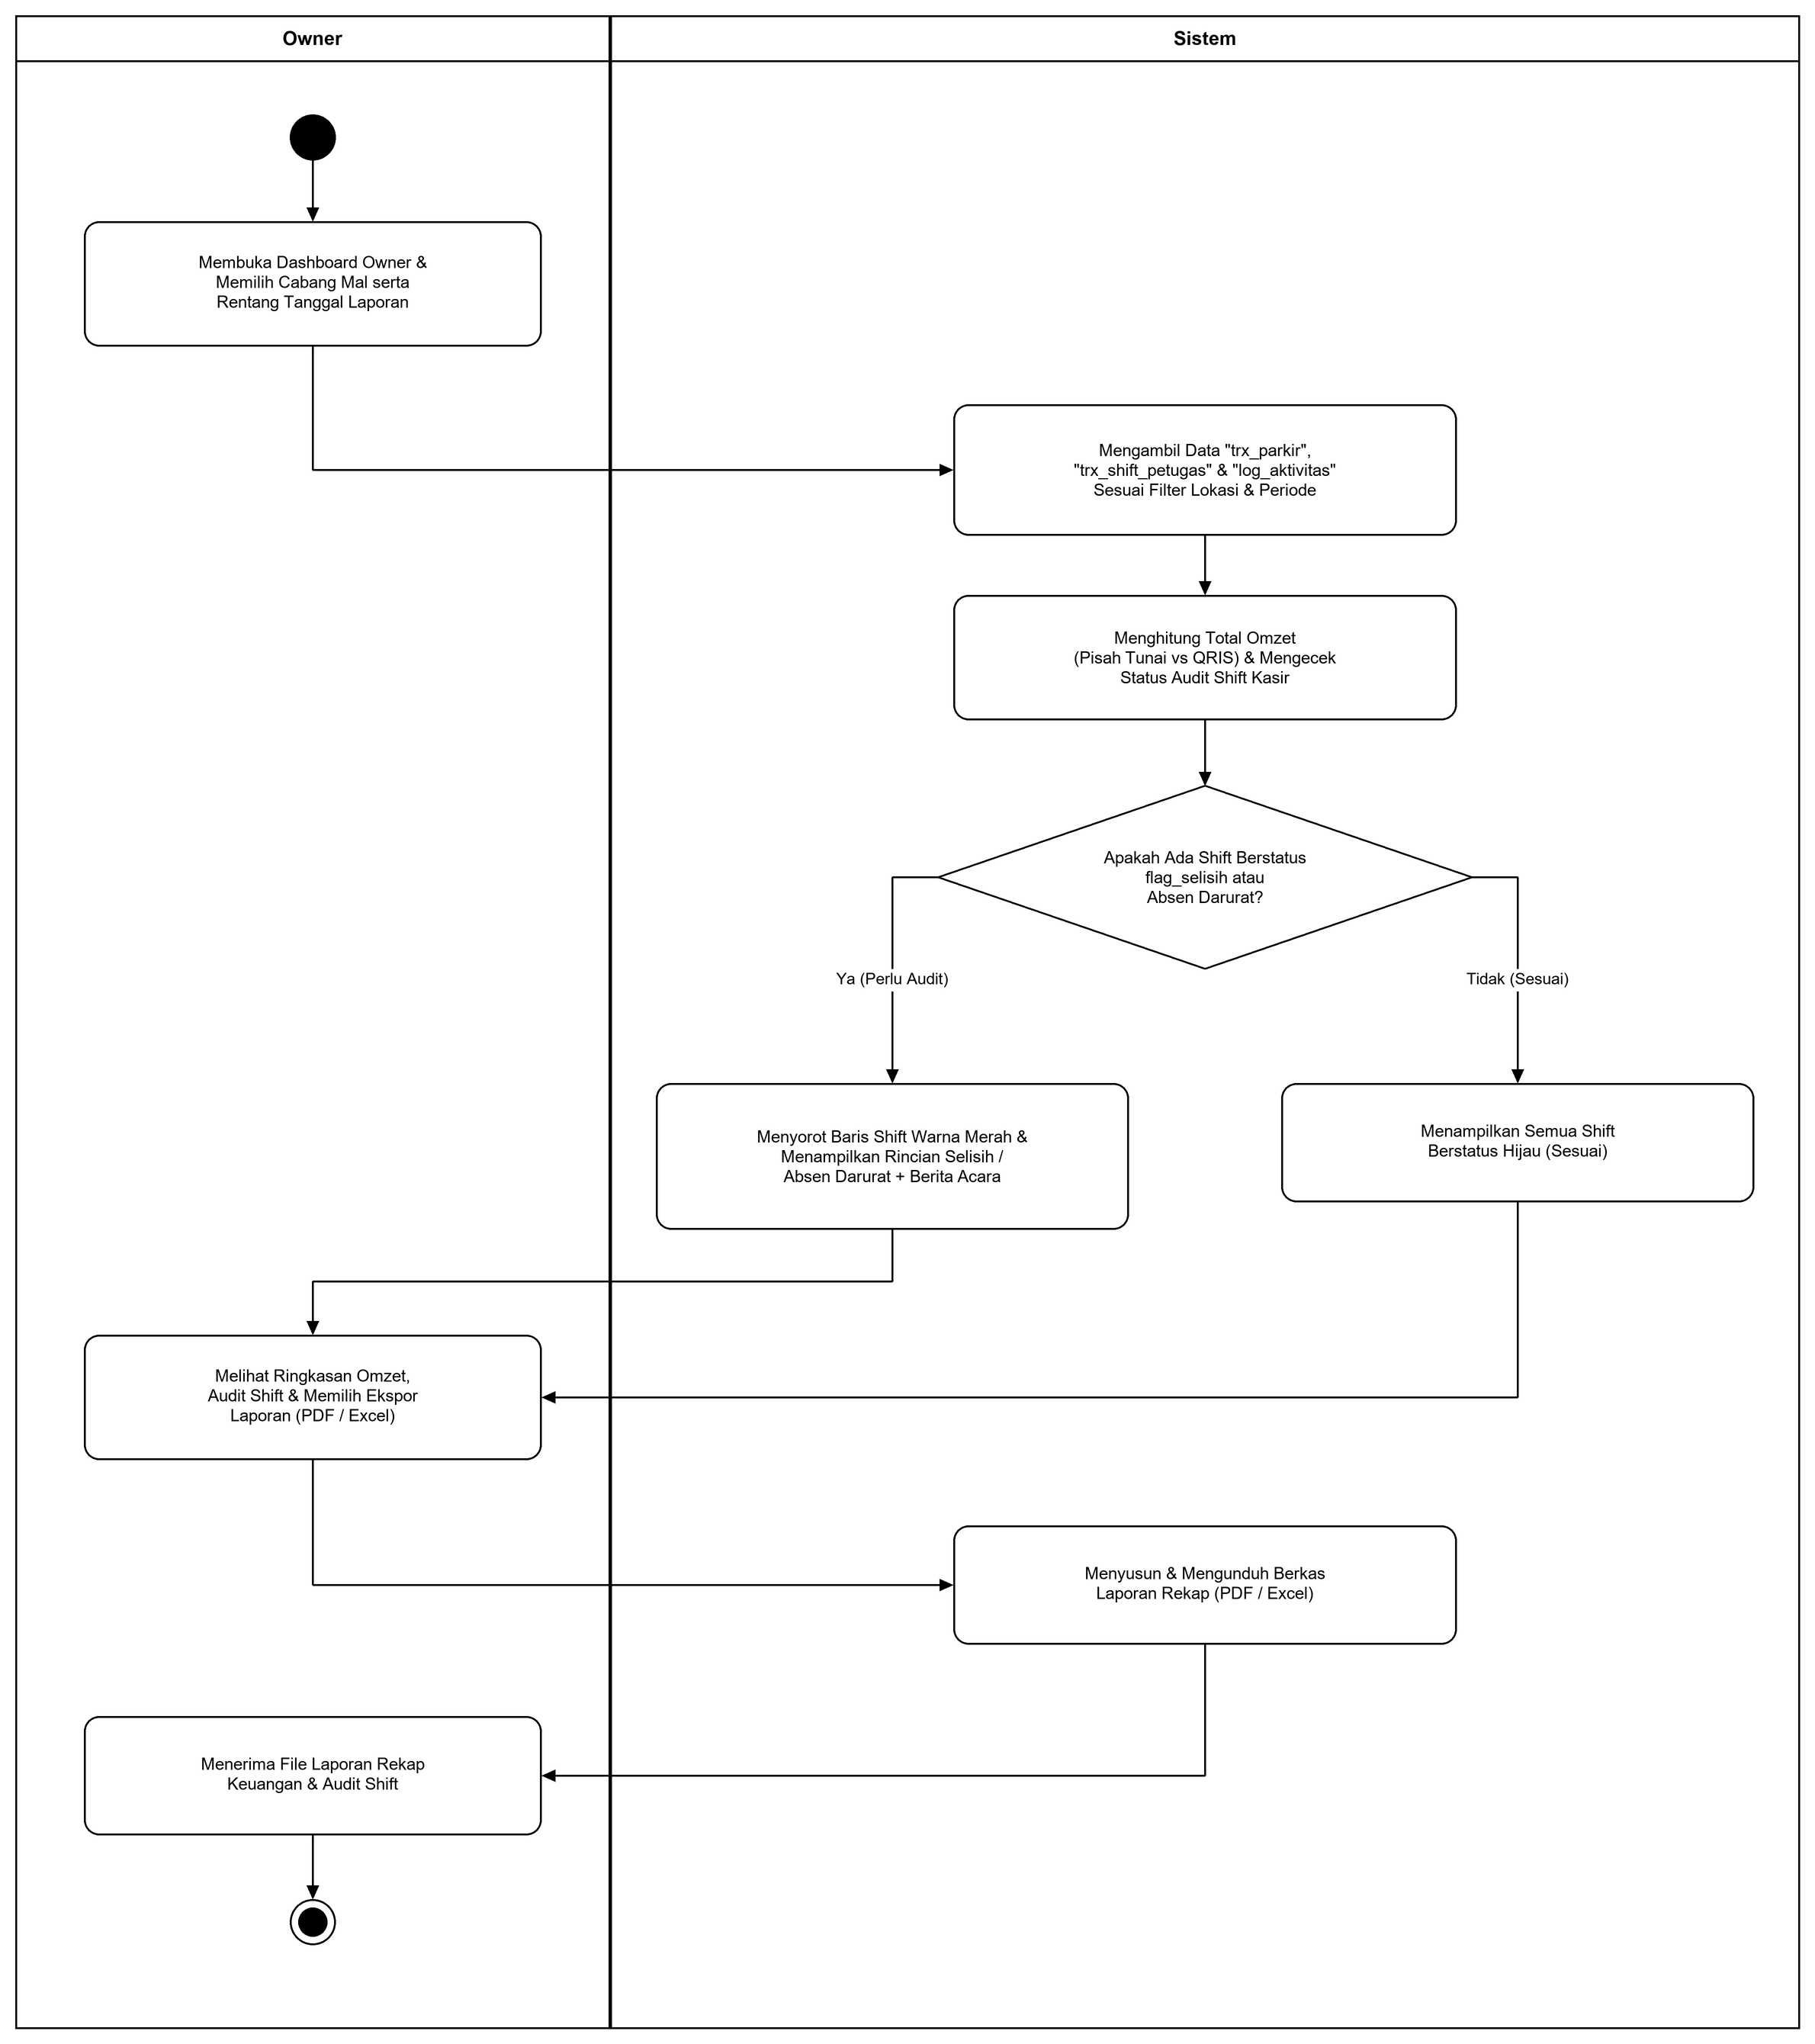 Owner
Sistem
Membuka Dashboard Owner &
Memilih Cabang Mal serta
Rentang Tanggal Laporan
Mengambil Data "trx_parkir",
"trx_shift_petugas" & "log_aktivitas"
Sesuai Filter Lokasi & Periode
Menghitung Total Omzet
(Pisah Tunai vs QRIS) & Mengecek
Status Audit Shift Kasir
Apakah Ada Shift Berstatus
flag_selisih atau
Absen Darurat?
Ya (Perlu Audit)
Tidak (Sesuai)
Menyorot Baris Shift Warna Merah &
Menampilkan Rincian Selisih /
Absen Darurat + Berita Acara
Menampilkan Semua Shift
Berstatus Hijau (Sesuai)
Melihat Ringkasan Omzet,
Audit Shift & Memilih Ekspor
Laporan (PDF / Excel)
Menyusun & Mengunduh Berkas
Laporan Rekap (PDF / Excel)
Menerima File Laporan Rekap
Keuangan & Audit Shift